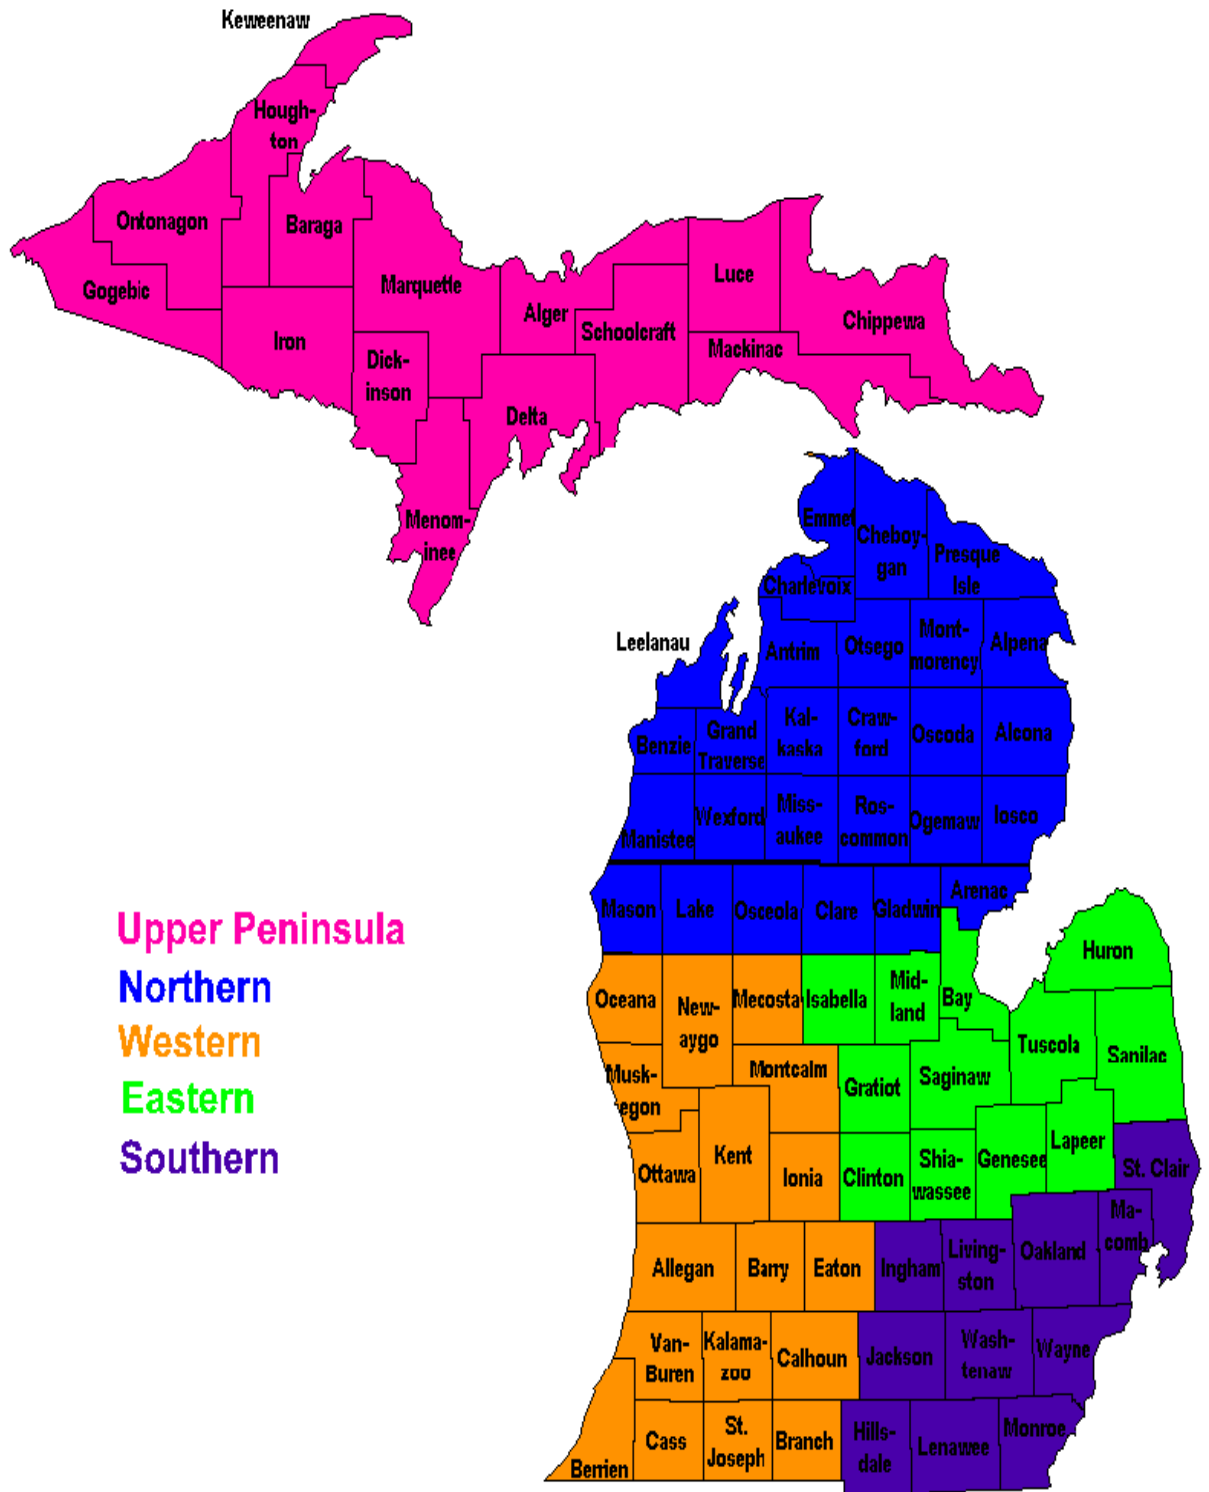 Keweenaw
Hough-
ton
Ontonagon
Baraga
Gogebic
Marquette
Luce
Alger
Schoolcraft
Chippewa
Iron
Mackinac
Dick-
inson
Delta
Menom-
inee
Emmet
Cheboy-
gan
Presque
Isle
Charlevoix
Leelanau
Antrim
Otsego
Mont-
morency
Alpena
Benzie
Grand
Traverse
Kal-
kaska
Craw-
ford
Oscoda
Alcona
Manistee
Wexford
Miss-
aukee
Ros-
common
Ogemaw
Iosco
Mason
Lake
Osceola
Clare
Gladwin
Arenac
Upper Peninsula
Northern
Western
Eastern
Southern
Huron
Oceana
New-
aygo
Mecosta
Isabella
Mid-
land
Bay
Tuscola
Sanilac
Musk-
egon
Montcalm
Gratiot
Saginaw
Ottawa
Kent
Ionia
Clinton
Shia-
wassee
Genesee
Lapeer
St. Clair
Allegan
Barry
Eaton
Ingham
Living-
ston
Oakland
Ma-
comb
Van-
Buren
Kalama-
zoo
Calhoun
Jackson
Wash-
tenaw
Wayne
Berrien
Cass
St.
Joseph
Branch
Hills-
dale
Lenawee
Monroe